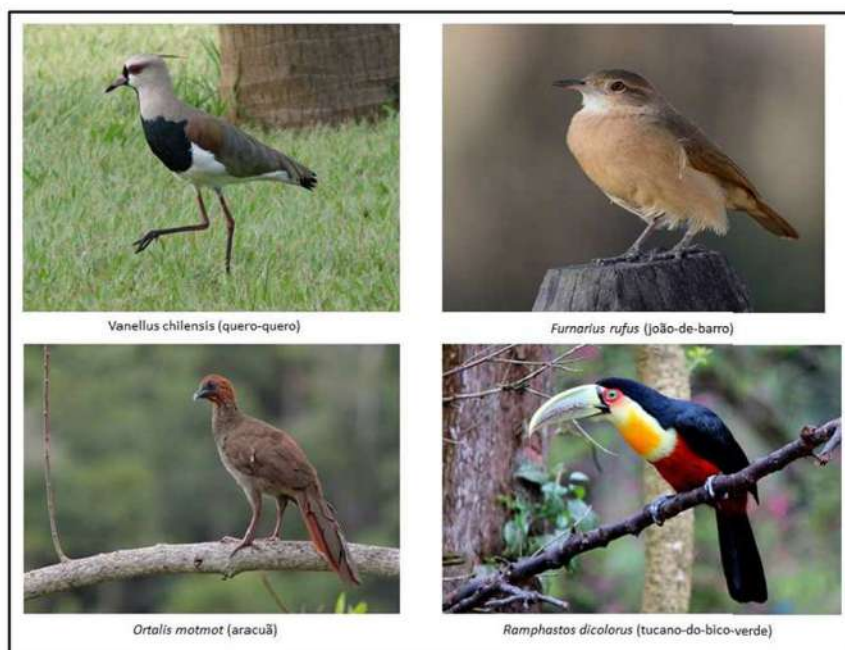 Vanellus chilensis (quero-quero)
Furnarius rufus (joão-de-barro)
Ortalis motmot (aracuã)
Ramphastos dicolorus (tucano-do-bico-verde)